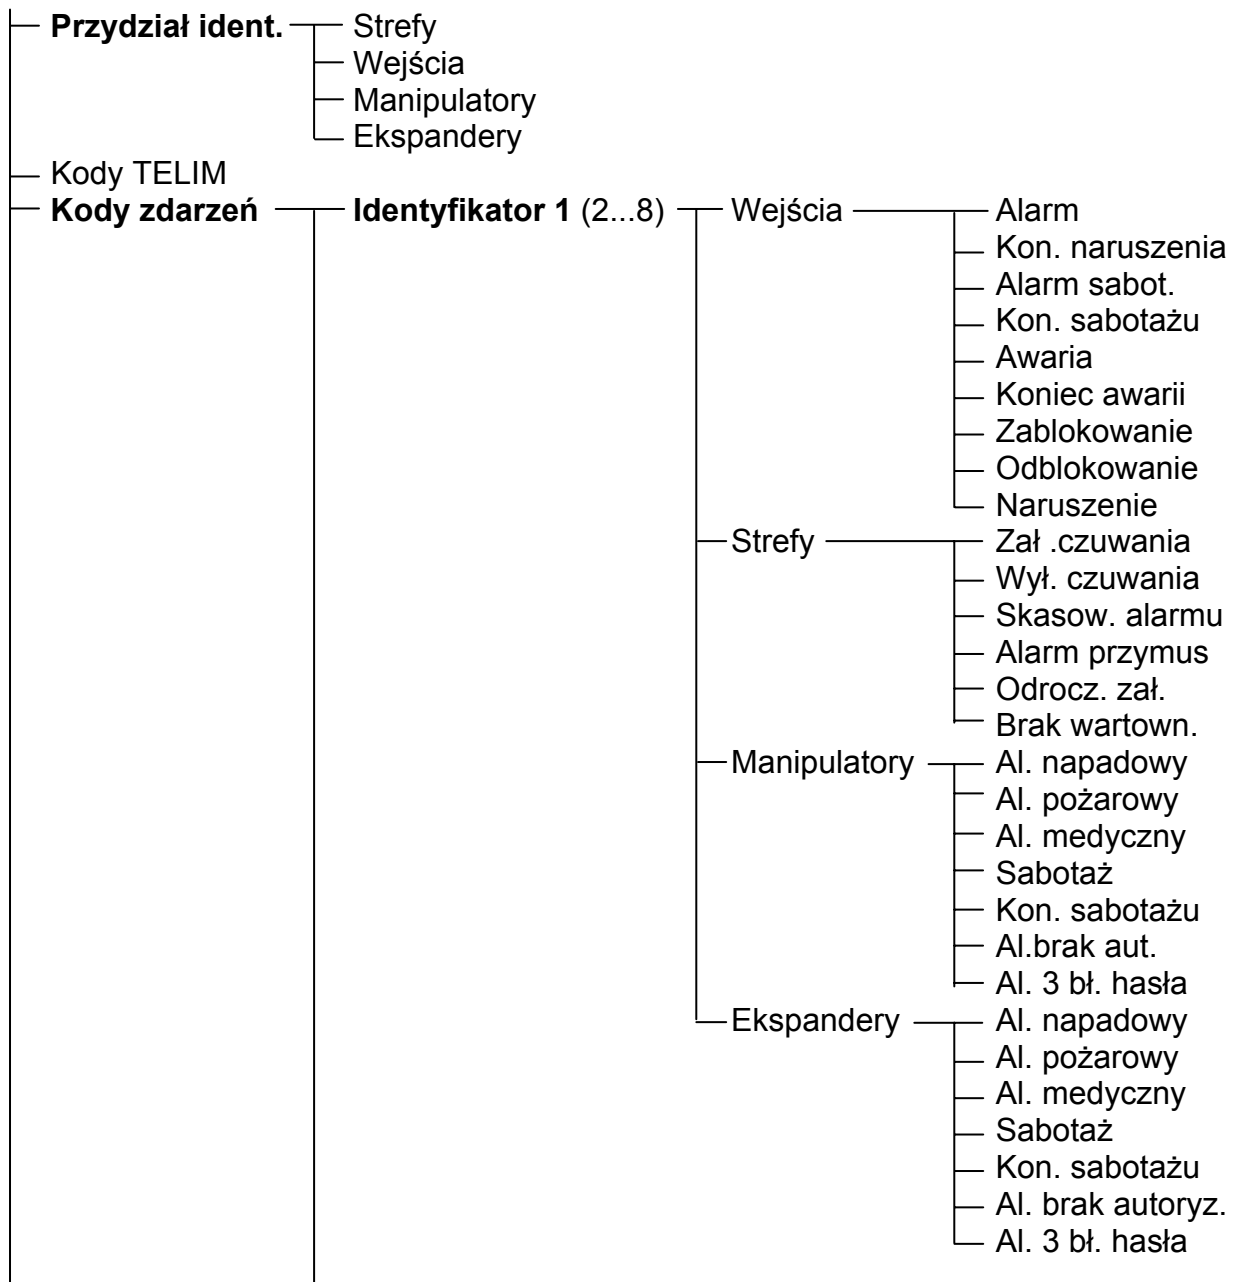 Przydział ident. Strefy
Wejścia
Manipulatory
Ekspandery
Kody TELIM
Kody zdarzeń Identyfikator 1 (2...8) Wejścia Alarm
Kon. naruszenia
Alarm sabot.
Kon. sabotażu
Awaria
Koniec awarii
Zablokowanie
Odblokowanie
Naruszenie
Strefy Zał .czuwania
Wył. czuwania
Skasow. alarmu
Alarm przymus
Odrocz. zał.
Brak wartown.
Manipulatory Al. napadowy
Al. pożarowy
Al. medyczny
Sabotaż
Kon. sabotażu
Al.brak aut.
Al. 3 bł. hasła
Ekspandery Al. napadowy
Al. pożarowy
Al. medyczny
Sabotaż
Kon. sabotażu
Al. brak autoryz.
Al. 3 bł. hasła